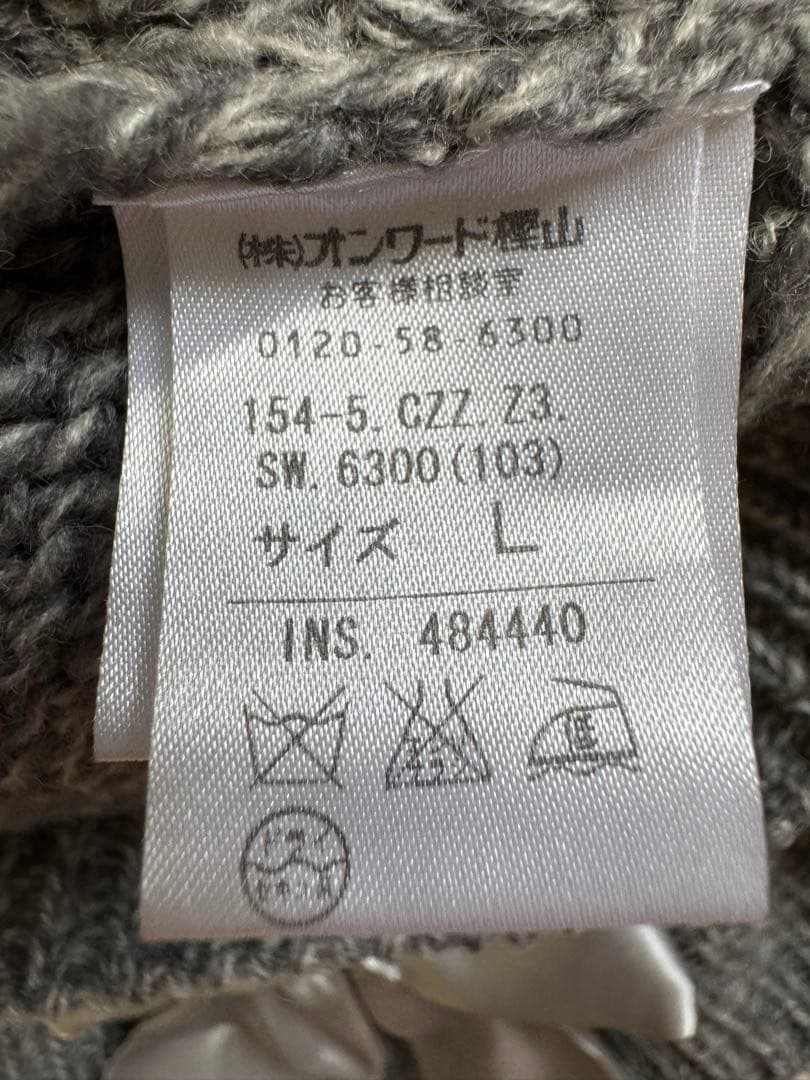 (株)オンワード樫山
お客様相談室
0120-58-6300
154-5. CZZ. Z3.
SW. 6300(103)
サイズ L
INS. 484440